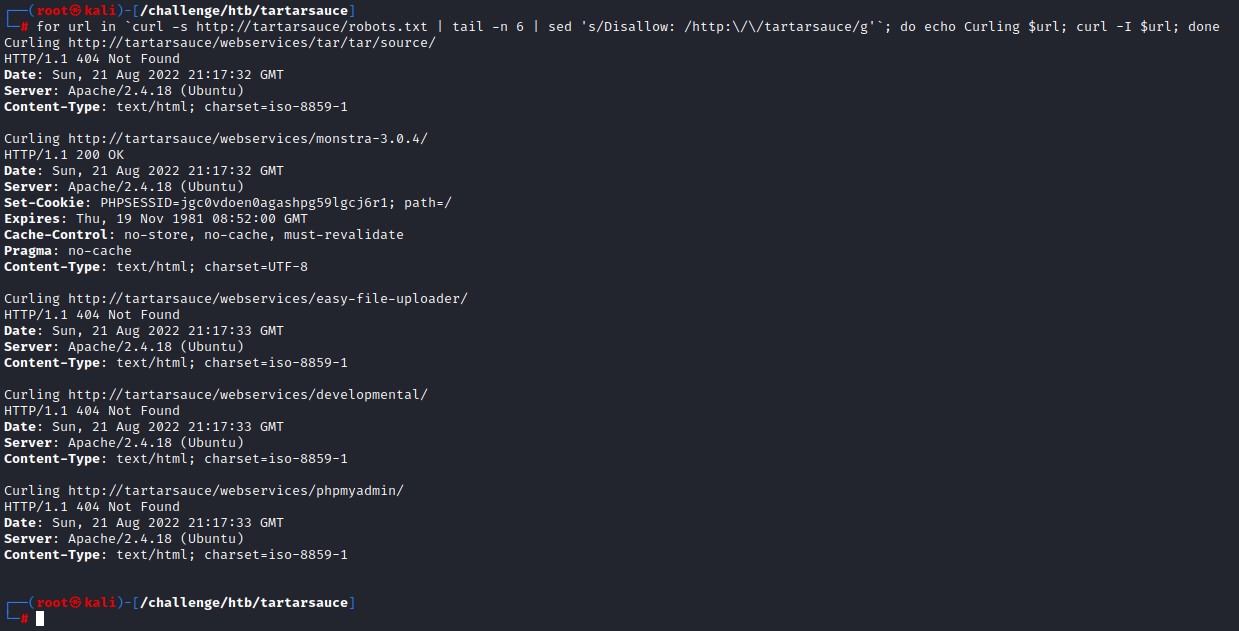 ┌──(root㉿kali)-[/challenge/htb/tartarsauce]
└─# for url in `curl -s http://tartarsauce/robots.txt | tail -n 6 | sed 's/Disallow: /http:\/\/tartarsauce/g'`; do echo Curling $url; curl -I $url; done
Curling http://tartarsauce/webservices/tar/tar/source/
HTTP/1.1 404 Not Found
Date: Sun, 21 Aug 2022 21:17:32 GMT
Server: Apache/2.4.18 (Ubuntu)
Content-Type: text/html; charset=iso-8859-1

Curling http://tartarsauce/webservices/monstra-3.0.4/
HTTP/1.1 200 OK
Date: Sun, 21 Aug 2022 21:17:32 GMT
Server: Apache/2.4.18 (Ubuntu)
Set-Cookie: PHPSESSID=jgc0vdoen0agashpg59lgcj6r1; path=/
Expires: Thu, 19 Nov 1981 08:52:00 GMT
Cache-Control: no-store, no-cache, must-revalidate
Pragma: no-cache
Content-Type: text/html; charset=UTF-8

Curling http://tartarsauce/webservices/easy-file-uploader/
HTTP/1.1 404 Not Found
Date: Sun, 21 Aug 2022 21:17:33 GMT
Server: Apache/2.4.18 (Ubuntu)
Content-Type: text/html; charset=iso-8859-1

Curling http://tartarsauce/webservices/developmental/
HTTP/1.1 404 Not Found
Date: Sun, 21 Aug 2022 21:17:33 GMT
Server: Apache/2.4.18 (Ubuntu)
Content-Type: text/html; charset=iso-8859-1

Curling http://tartarsauce/webservices/phpmyadmin/
HTTP/1.1 404 Not Found
Date: Sun, 21 Aug 2022 21:17:33 GMT
Server: Apache/2.4.18 (Ubuntu)
Content-Type: text/html; charset=iso-8859-1

┌──(root㉿kali)-[/challenge/htb/tartarsauce]
└─#